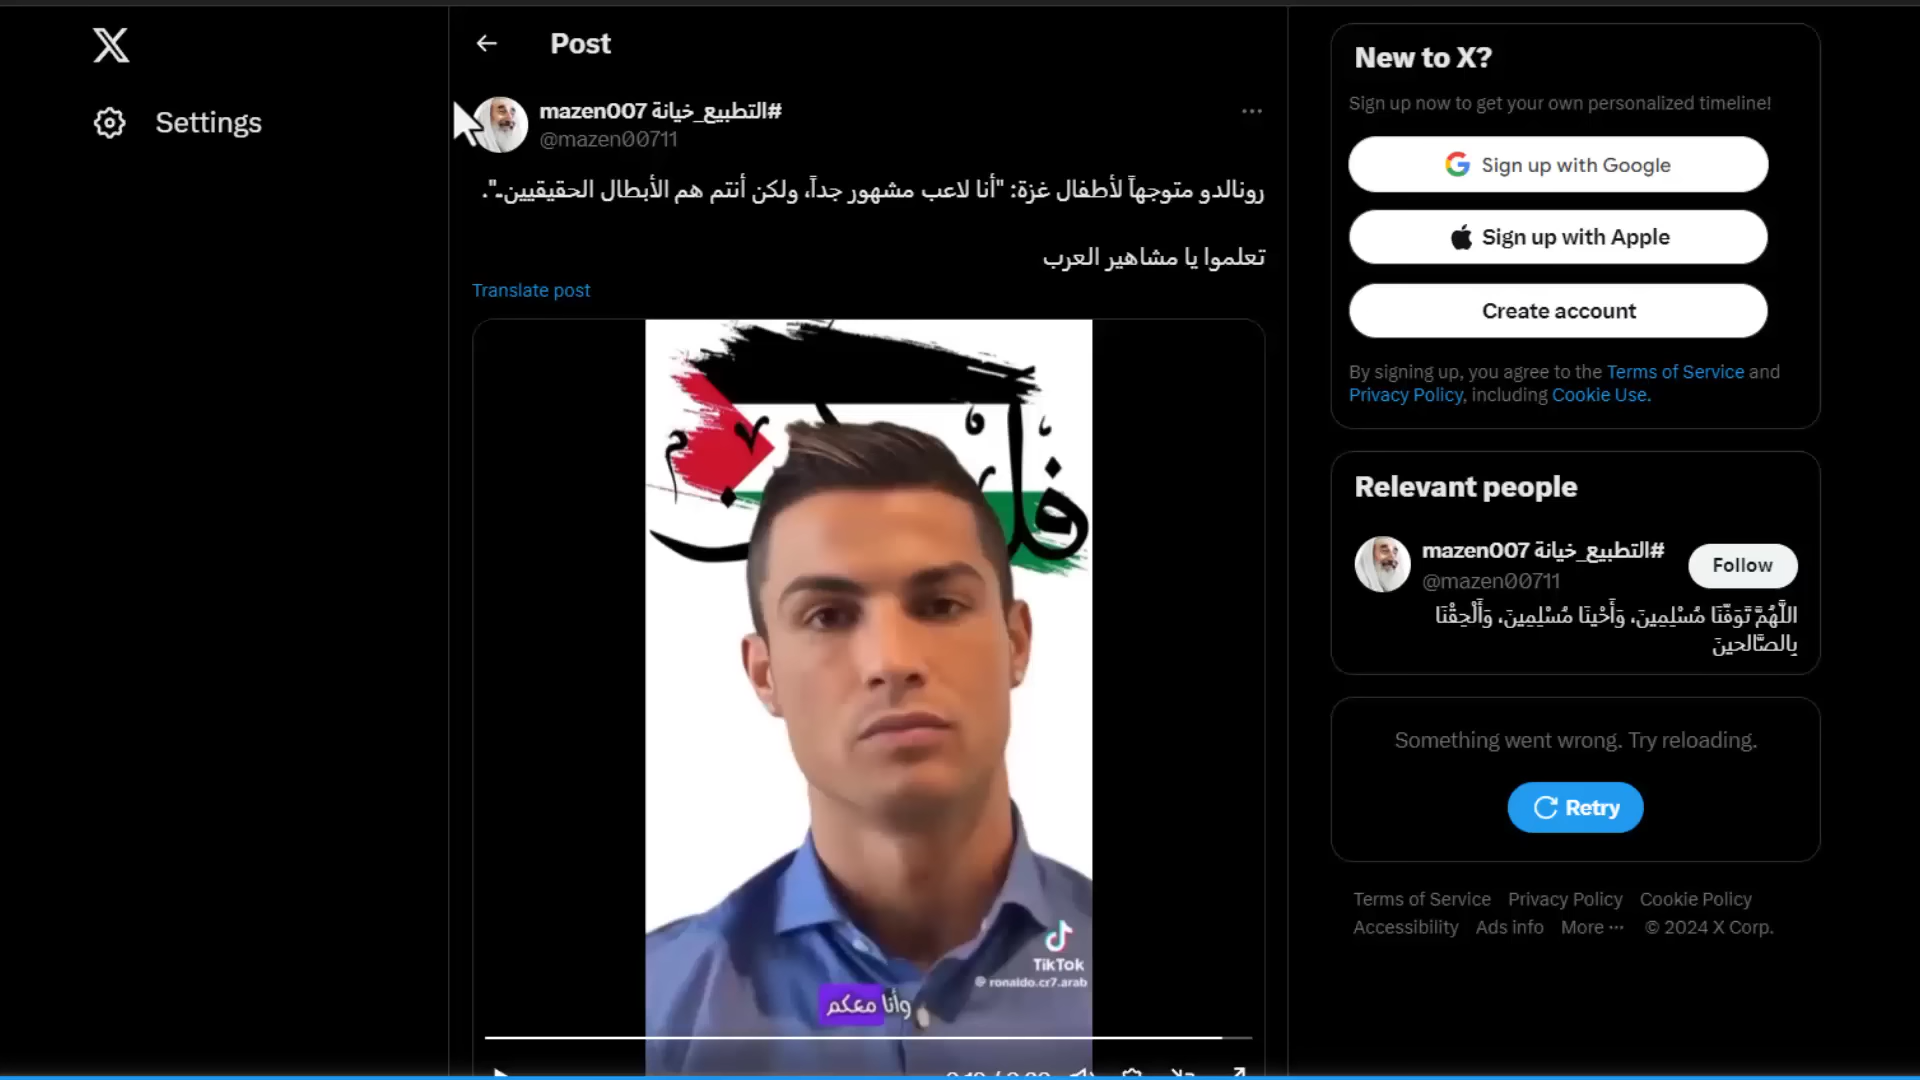 Post
Settings
mazen007 التطبيع_خيانة#
@mazen00711
رونالدو متوجهاً لأطفال غزة: "أنا لاعب مشهور جداً، ولكن أنتم هم الأبطال الحقيقيين..".
تعلموا يا مشاهير العرب
Translate post
TikTok
ronaldo.cr7.arab
وأنا معكم
New to X?
Sign up now to get your own personalized timeline!
Sign up with Google
Sign up with Apple
Create account
By signing up, you agree to the Terms of Service and
Privacy Policy, including Cookie Use.
Relevant people
mazen007 التطبيع_خيانة#
@mazen00711
Follow
اللَّهُمَّ تَوَفَّنَا مُسْلِمِينَ، وَأَحْيِنَا مُسْلِمِينَ، وَأَلْحِقْنَا
بِالصَّالحينَ
Something went wrong. Try reloading.
Retry
Terms of Service Privacy Policy Cookie Policy
Accessibility Ads info More ··· © 2024 X Corp.